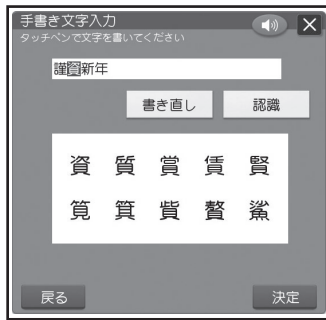 手書き文字入力
タッチペンで文字を書いてください
謹資新年
書き直し 認識
資 質 賞 賃 賢
筧 箕 貲 贅 鯊
戻る 決定